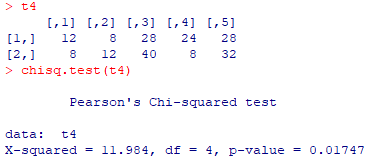 > t4
     [,1] [,2] [,3] [,4] [,5]
[1,]   12    8   28   24   28
[2,]    8   12   40    8   32
> chisq.test(t4)
        Pearson's Chi-squared test
data:  t4
X-squared = 11.984, df = 4, p-value = 0.01747